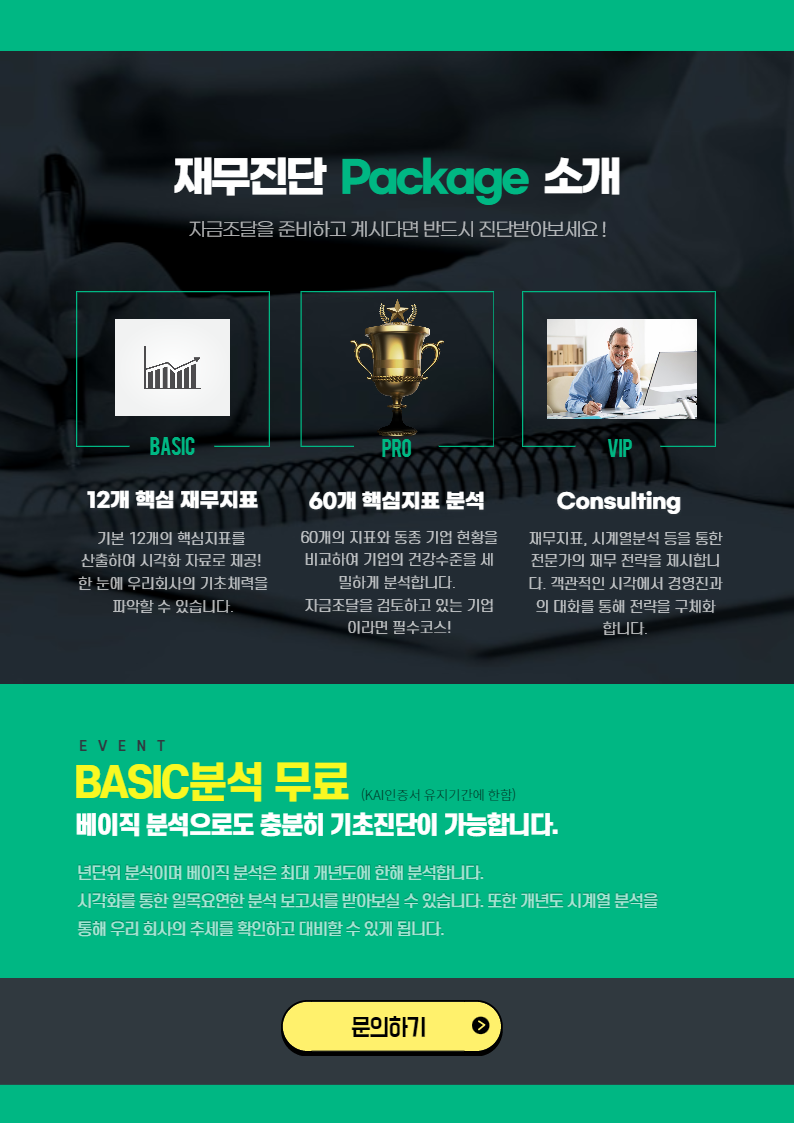 재무진단 Package 소개
자금조달을 준비하고 계시다면 반드시 진단받아보세요 !
BASIC
12개 핵심 재무지표
기본 12개의 핵심지표를
산출하여 시각화 자료로 제공!
한 눈에 우리회사의 기초체력을
파악할 수 있습니다.
PRO
60개 핵심지표 분석
60개의 지표와 동종 기업 현황을
비교하여 기업의 건강수준을 세
밀하게 분석합니다.
자금조달을 검토하고 있는 기업
이라면 필수코스!
VIP
Consulting
재무지표, 시계열분석 등을 통한
전문가의 재무 전략을 제시합니
다. 객관적인 시각에서 경영진과
의 대화를 통해 전략을 구체화
합니다.
EVENT
BASIC분석 무료 (KAI인증서 유지기간에 한함)
베이직 분석으로도 충분히 기초진단이 가능합니다.
년단위 분석이며 베이직 분석은 최대 개년도에 한해 분석합니다.
시각화를 통한 일목요연한 분석 보고서를 받아보실 수 있습니다. 또한 개년도 시계열 분석을
통해 우리 회사의 추세를 확인하고 대비할 수 있게 됩니다.
문의하기